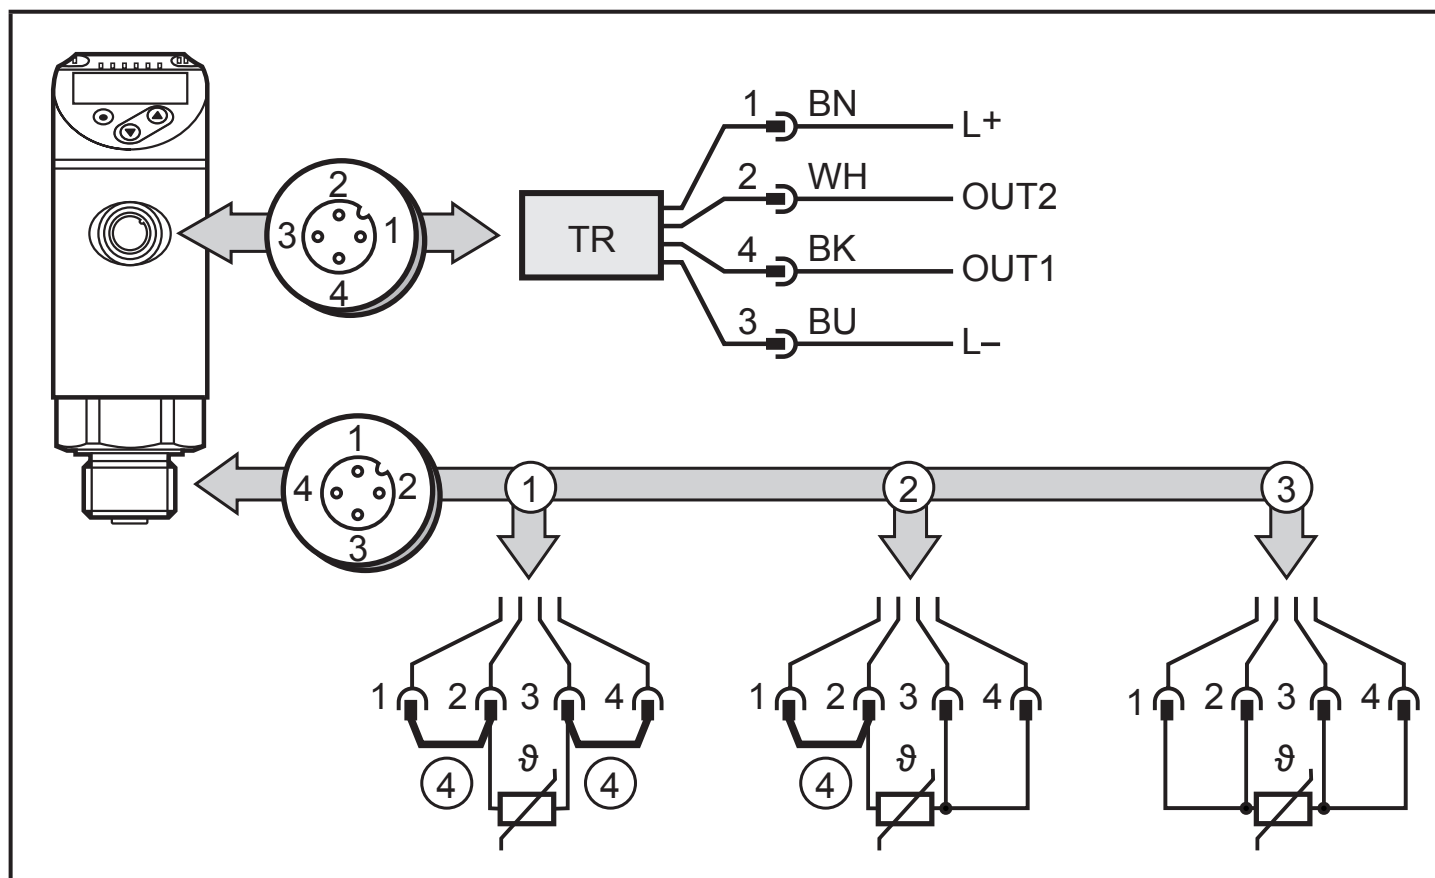 1 BN L+
2
2 WH OUT2
3 1
TR
4 BK OUT1
4
3 BU L–
1
4 2
1 2 3
3
1 2 3 4 1 2 3 4 1 2 3 4
ϑ ϑ ϑ
4 4 4